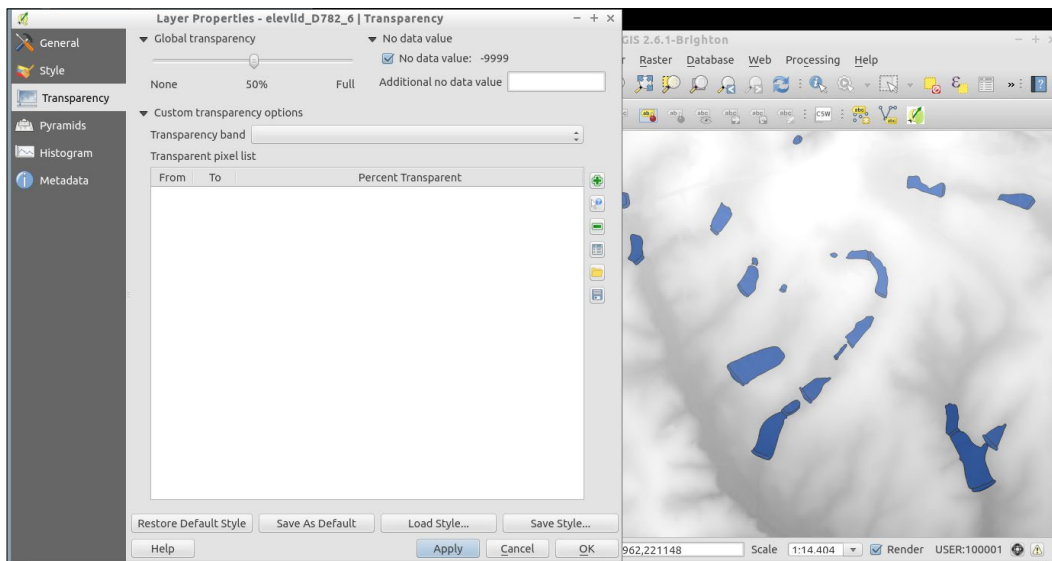 Layer Properties - elevlid_D782_6 | Transparency
General
Style
Transparency
Pyramids
Histogram
Metadata
Global transparency
None 50% Full
No data value
No data value: -9999
Additional no data value
Custom transparency options
Transparency band
Transparent pixel list
From To Percent Transparent
Restore Default Style Save As Default Load Style... Save Style...
Help Apply Cancel OK
GIS 2.6.1-Brighton
r Raster Database Web Processing Help
CSW
962,221148 Scale 1:14.404 Render USER:100001